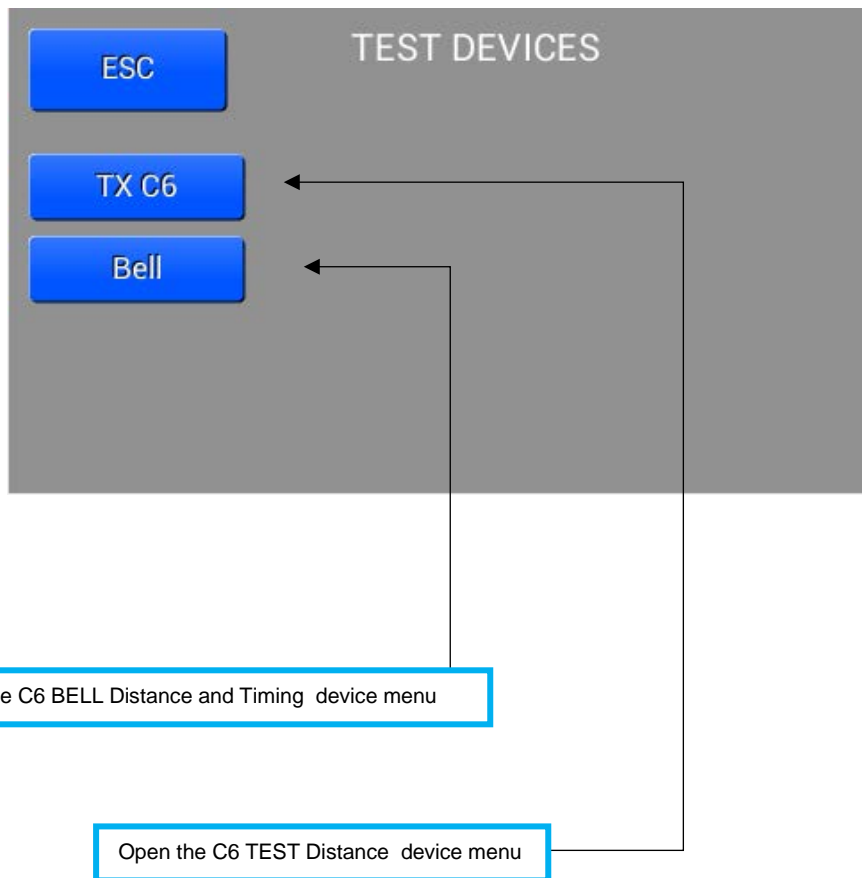 TEST DEVICES
ESC
TX C6
Bell
C6 BELL Distance and Timing device menu
Open the C6 TEST Distance device menu